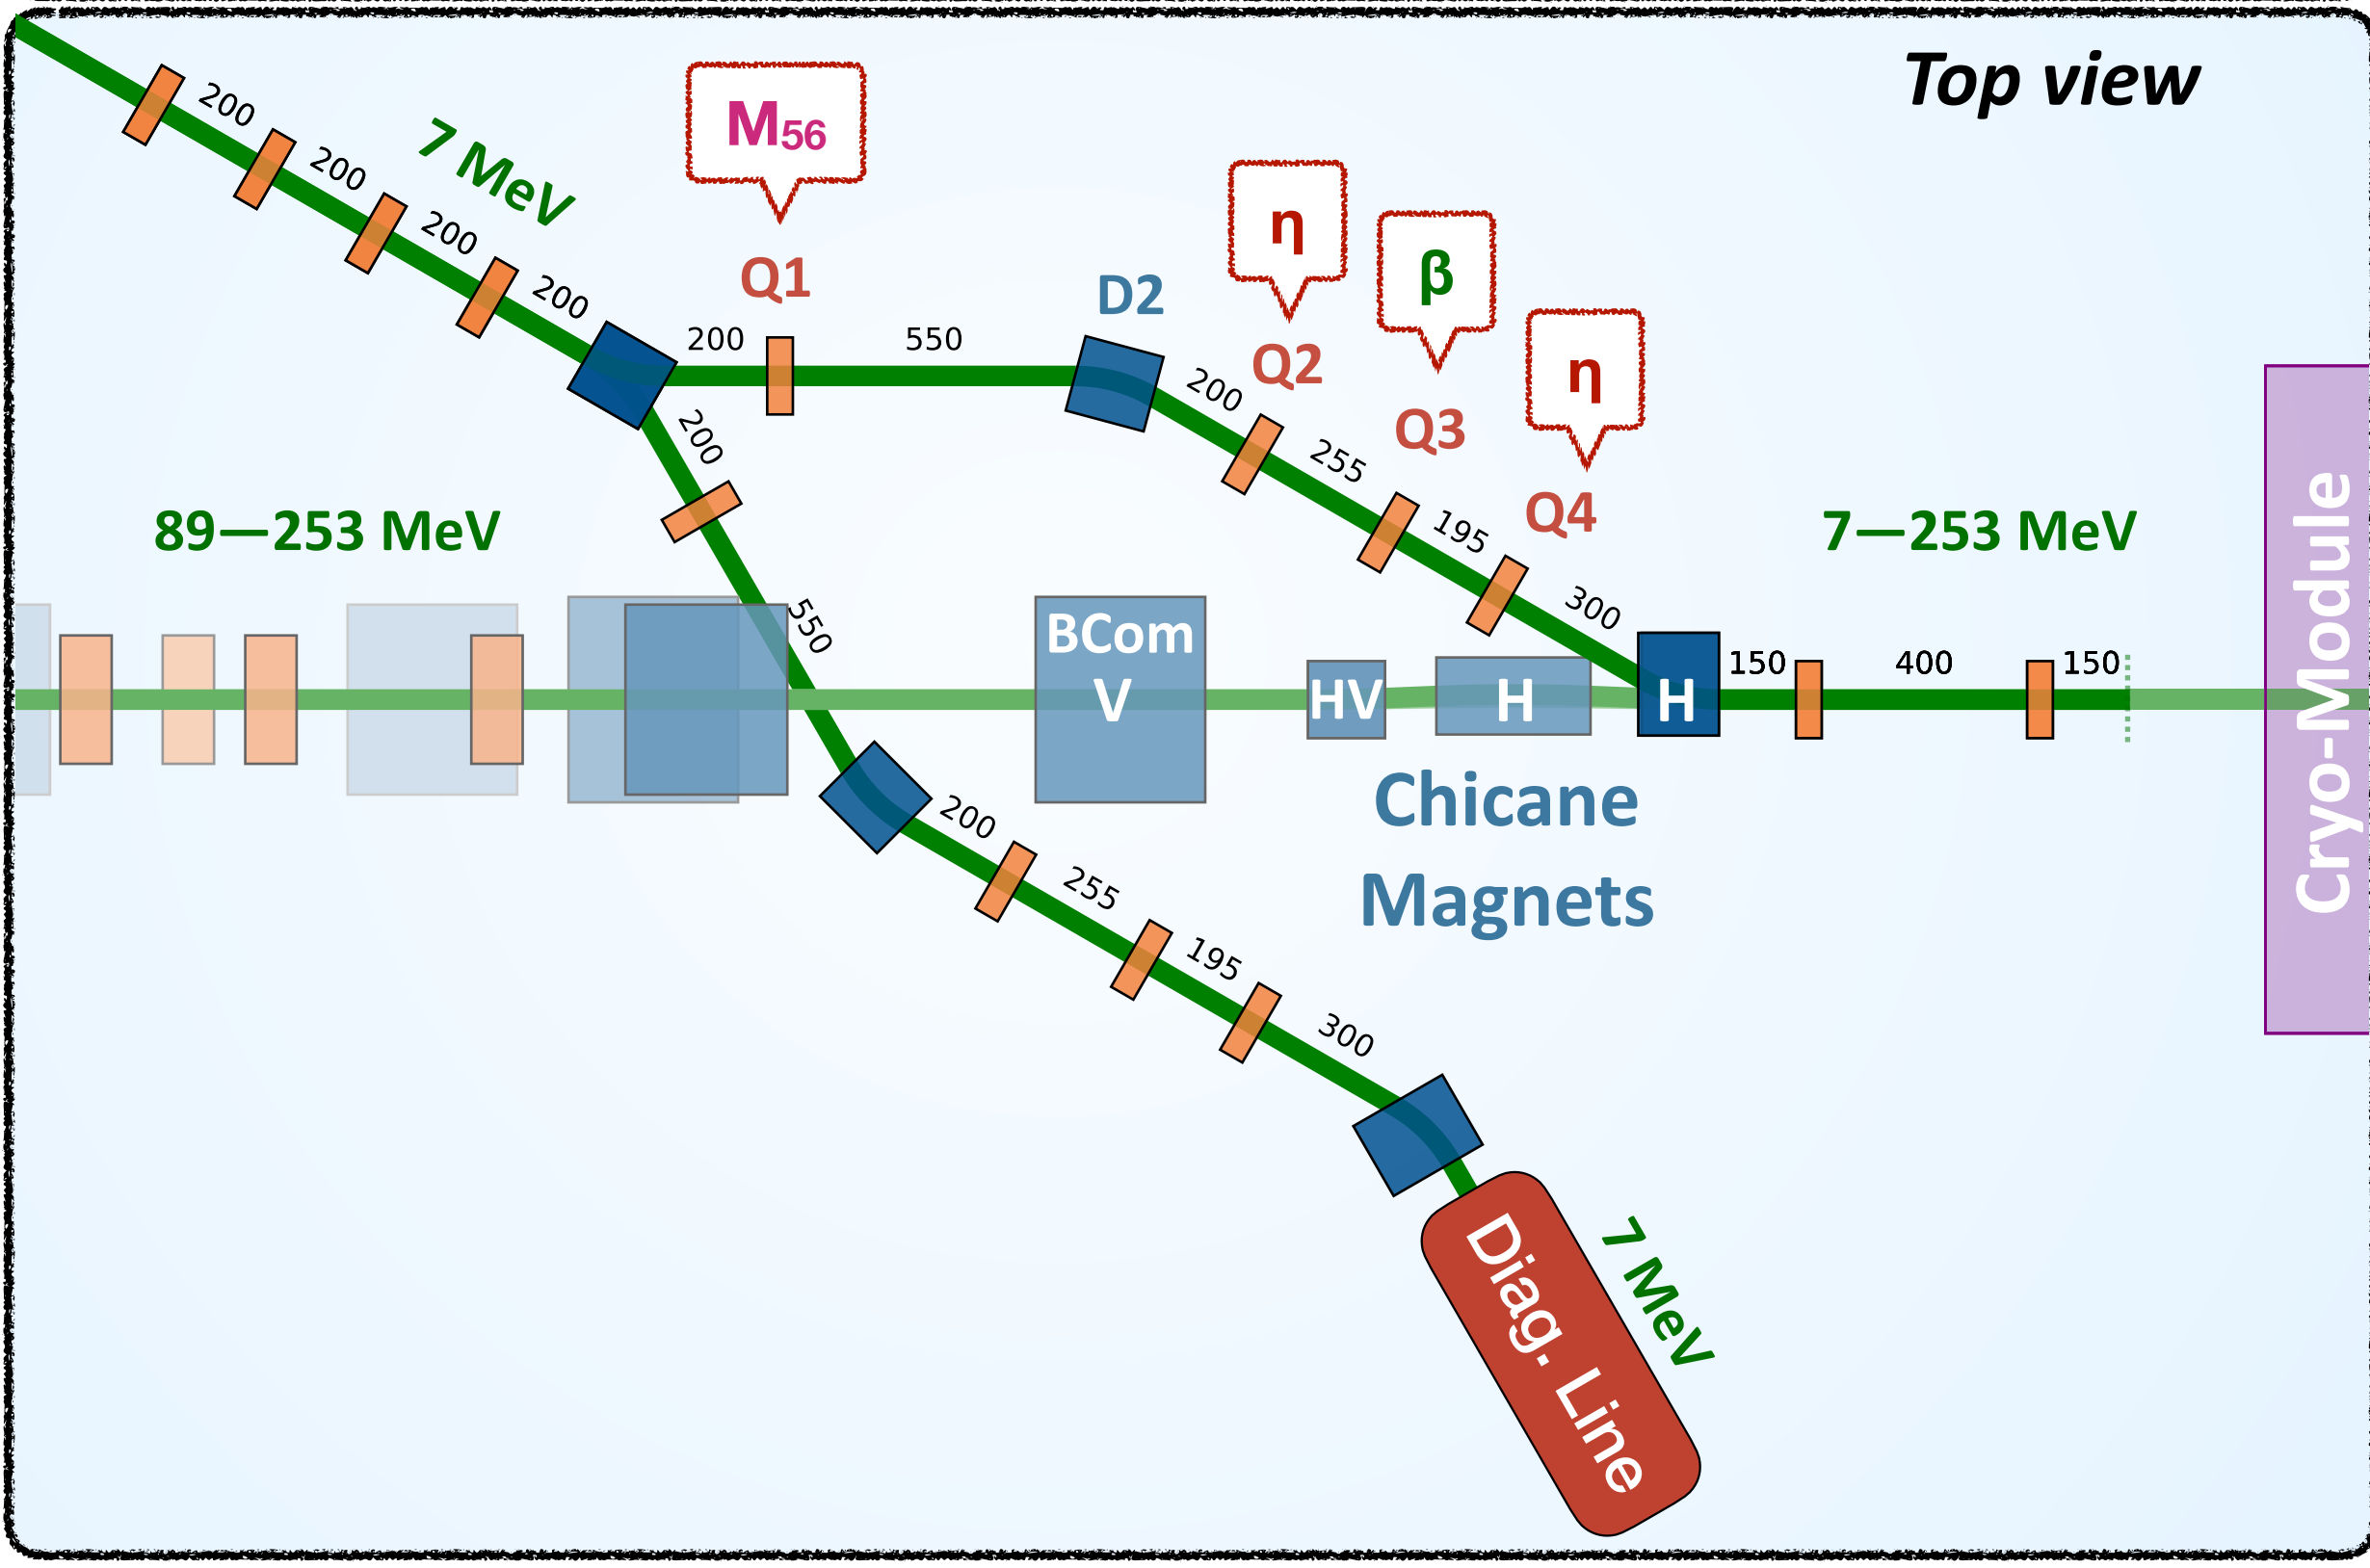 Top view
200
200
200
200
7 MeV
M56
Q1
200
550
D2
η
Q2
β
Q3
η
Q4
200
255
195
300
200
550
89—253 MeV
7—253 MeV
BCom
V
HV
H
H
150
400
150
Cryo-Module
Chicane
Magnets
200
255
195
300
Diag. Line
7 MeV